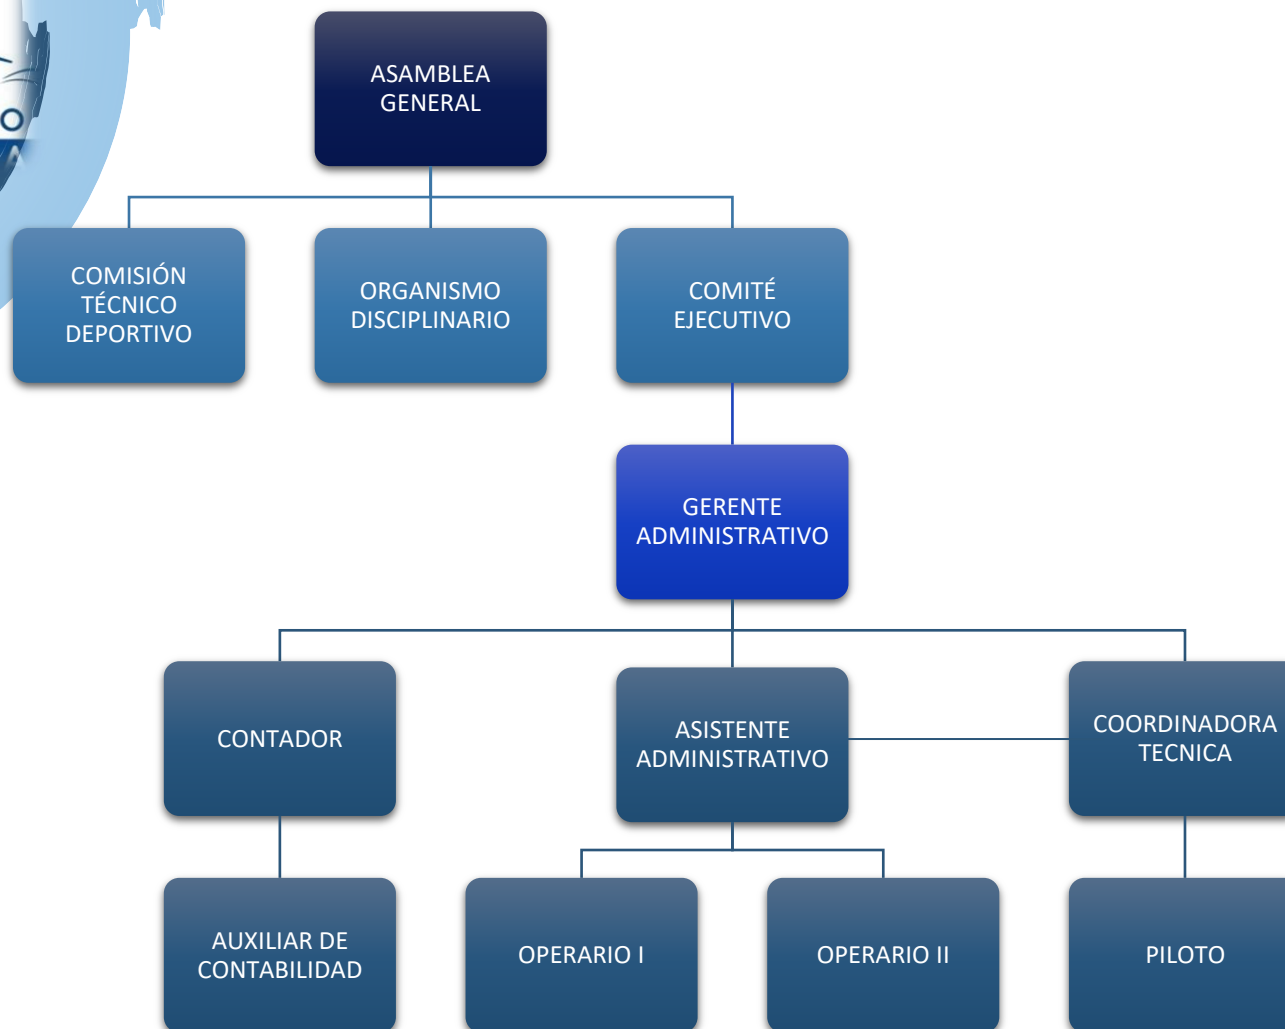 ASAMBLEA
GENERAL
COMISIÓN
TÉCNICO
DEPORTIVO
ORGANISMO
DISCIPLINARIO
COMITÉ
EJECUTIVO
GERENTE
ADMINISTRATIVO
CONTADOR
ASISTENTE
ADMINISTRATIVO
COORDINADORA
TECNICA
AUXILIAR DE
CONTABILIDAD
OPERARIO I
OPERARIO II
PILOTO